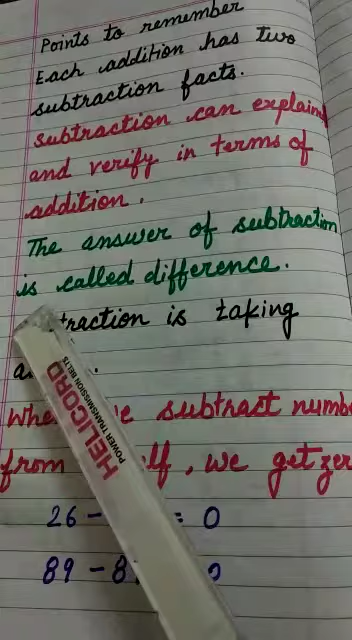 Points to remember
Each addition has two
subtraction facts.
subtraction can explain
and verify in terms of
addition.
The answer of subtraction
is called difference.
traction is taking
a
Whe e subtract numb
from lf, we get zer
26 - = 0
89 - 8 0
HELICORD
POWER TRANSMISSION BELTS